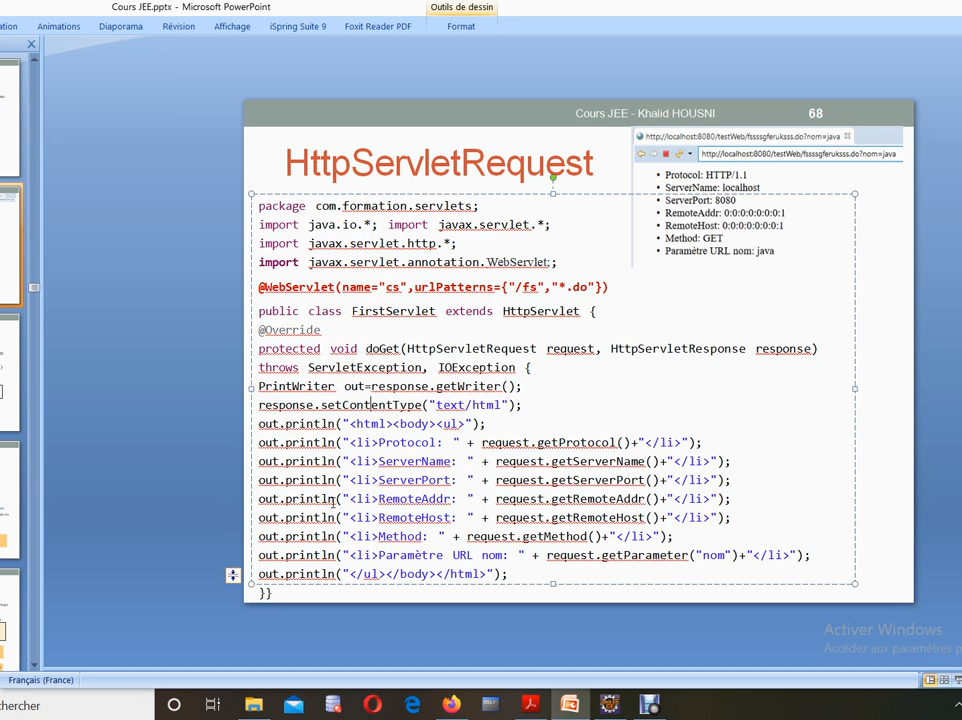 Cours JEE.pptx - Microsoft PowerPoint
Outils de dessin
Animations Diaporama Révision Affichage iSpring Suite 9 Foxit Reader PDF Format
Cours JEE - Khalid HOUSNI 68
http://localhost:8080/testWeb/fssssgferuksss.do?nom=java
http://localhost:8080/testWeb/fssssgferuksss.do?nom=java
HttpServletRequest
• Protocol: HTTP/1.1
• ServerName: localhost
• ServerPort: 8080
• RemoteAddr: 0:0:0:0:0:0:0:1
• RemoteHost: 0:0:0:0:0:0:0:1
• Method: GET
• Paramètre URL nom: java
package com.formation.servlets;
import java.io.*; import javax.servlet.*;
import javax.servlet.http.*;
import javax.servlet.annotation.WebServlet;;
@WebServlet(name="cs",urlPatterns={"/fs","*.do"})
public class FirstServlet extends HttpServlet {
@Override
protected void doGet(HttpServletRequest request, HttpServletResponse response)
throws ServletException, IOException {
PrintWriter out=response.getWriter();
response.setContentType("text/html");
out.println("<html><body><ul>");
out.println("<li>Protocol: " + request.getProtocol()+"</li>");
out.println("<li>ServerName: " + request.getServerName()+"</li>");
out.println("<li>ServerPort: " + request.getServerPort()+"</li>");
out.println("<li>RemoteAddr: " + request.getRemoteAddr()+"</li>");
out.println("<li>RemoteHost: " + request.getRemoteHost()+"</li>");
out.println("<li>Method: " + request.getMethod()+"</li>");
out.println("<li>Paramètre URL nom: " + request.getParameter("nom")+"</li>");
out.println("</ul></body></html>");
}}
Activer Windows
Accédez aux paramètres
Français (France)